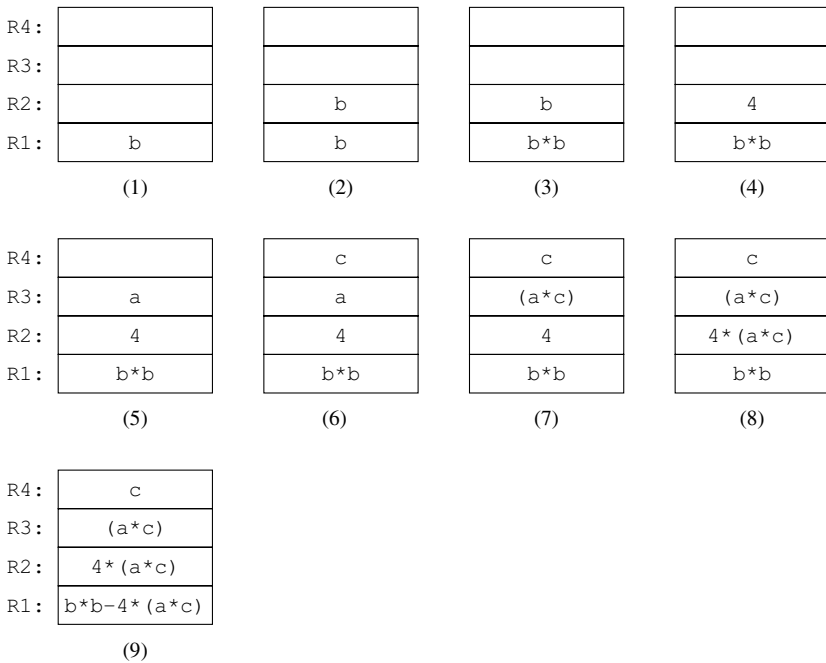 R4:
R3:
R2: b b 4
R1: b b b*b b*b
(1) (2) (3) (4)
R4: c c c
R3: a a (a*c) (a*c)
R2: 4 4 4 4*(a*c)
R1: b*b b*b b*b b*b
(5) (6) (7) (8)
R4: c
R3: (a*c)
R2: 4*(a*c)
R1: b*b-4*(a*c)
(9)